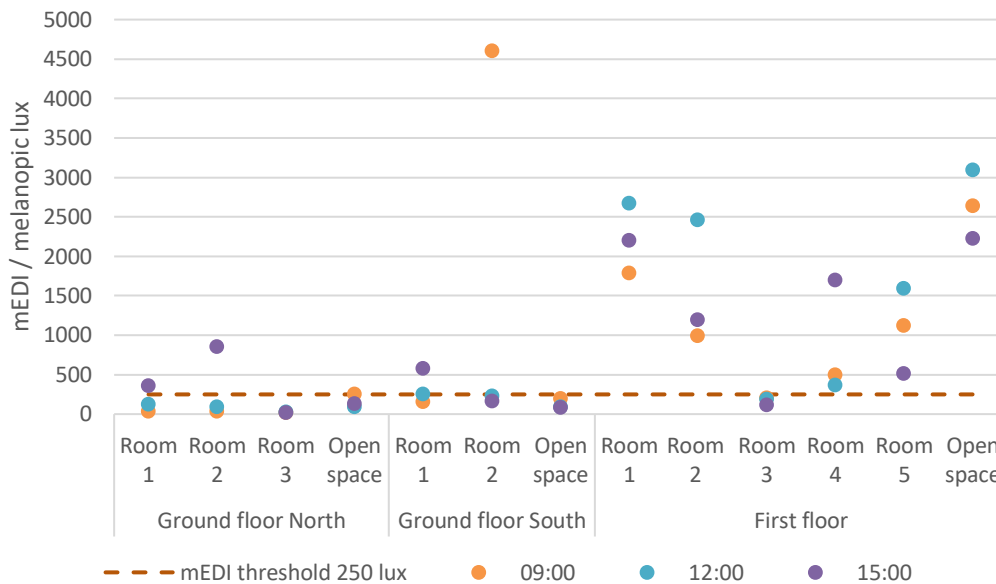 5000
4500
4000
3500
3000
2500
2000
1500
1000
500
0
mEDI / melanopic lux
Room Room Room Open Room Room Open Room Room Room Room Room Open
1 2 3 space 1 2 space 1 2 3 4 5 space
Ground floor North Ground floor South First floor
mEDI threshold 250 lux 09:00 12:00 15:00